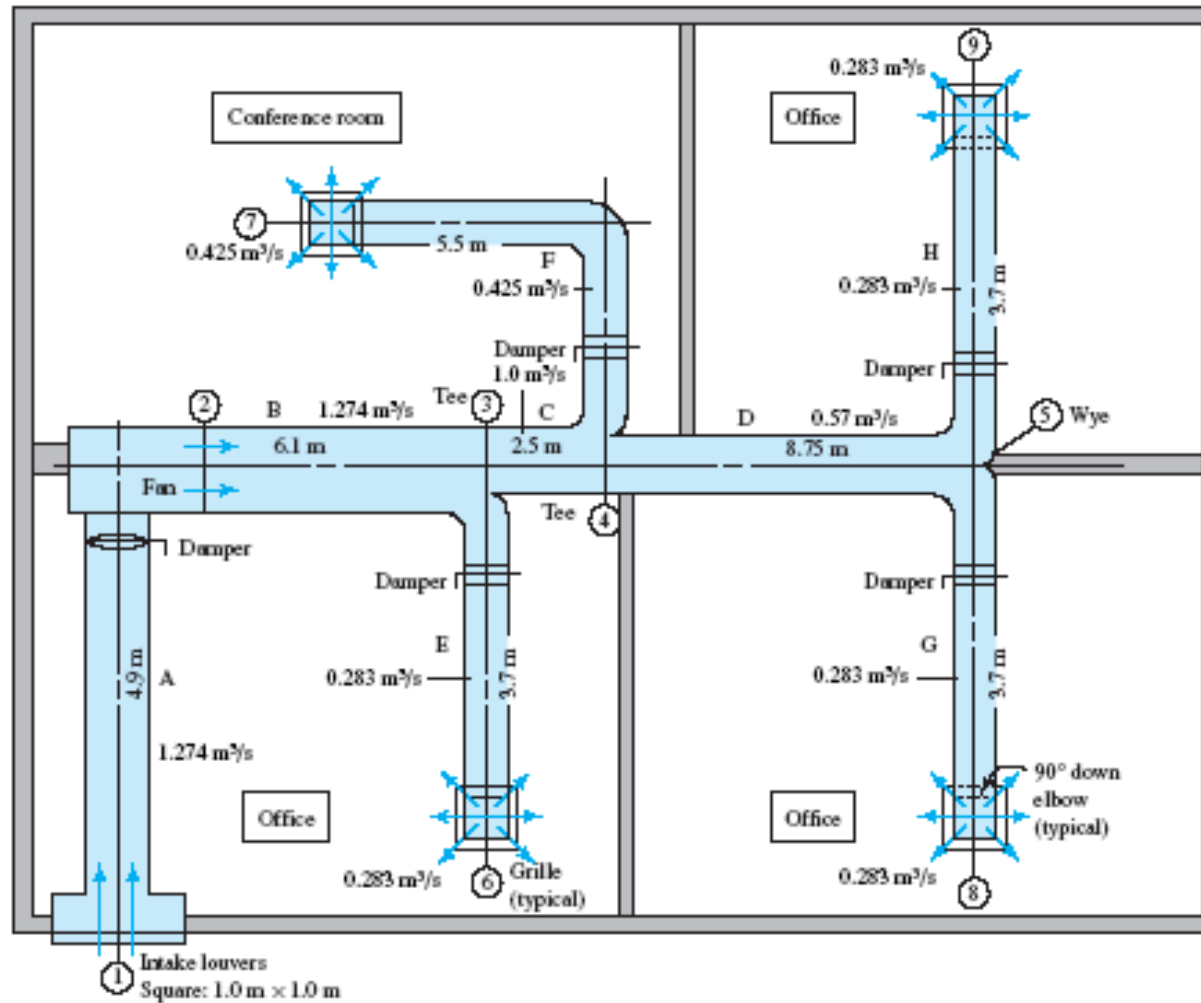 9
0.283 m³/s
Conference room
Office
7
0.425 m³/s
5.5 m
F
0.425 m³/s
H
0.283 m³/s
3.7 m
Damper
1.0 m³/s
Damper
2
B
1.274 m³/s
Tee
3
C
D
0.57 m³/s
5
Wye
6.1 m
2.5 m
8.75 m
Fan
Tee
4
Damper
Damper
Damper
4.9 m
A
E
0.283 m³/s
3.7 m
G
0.283 m³/s
3.7 m
1.274 m³/s
90° down
elbow
(typical)
Office
Office
0.283 m³/s
6
Grille
(typical)
0.283 m³/s
8
1
Intake louvers
Square: 1.0 m × 1.0 m